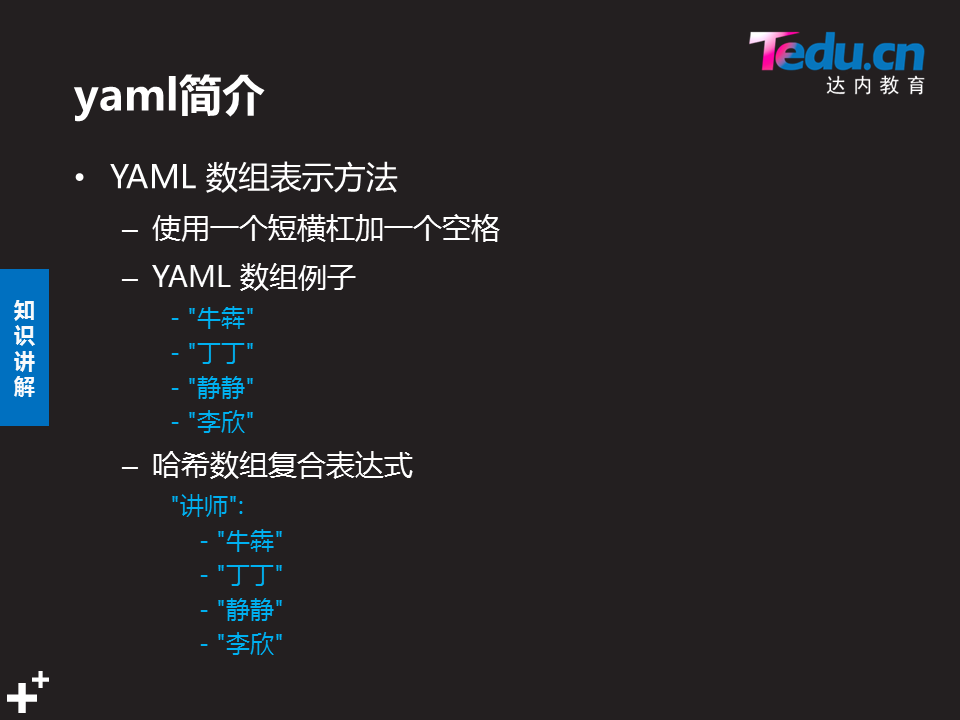 Tedu.cn
达内教育
yaml简介
• YAML 数组表示方法
– 使用一个短横杠加一个空格
– YAML 数组例子
- "牛犇"
- "丁丁"
- "静静"
- "李欣"
– 哈希数组复合表达式
"讲师":
- "牛犇"
- "丁丁"
- "静静"
- "李欣"
知识讲解